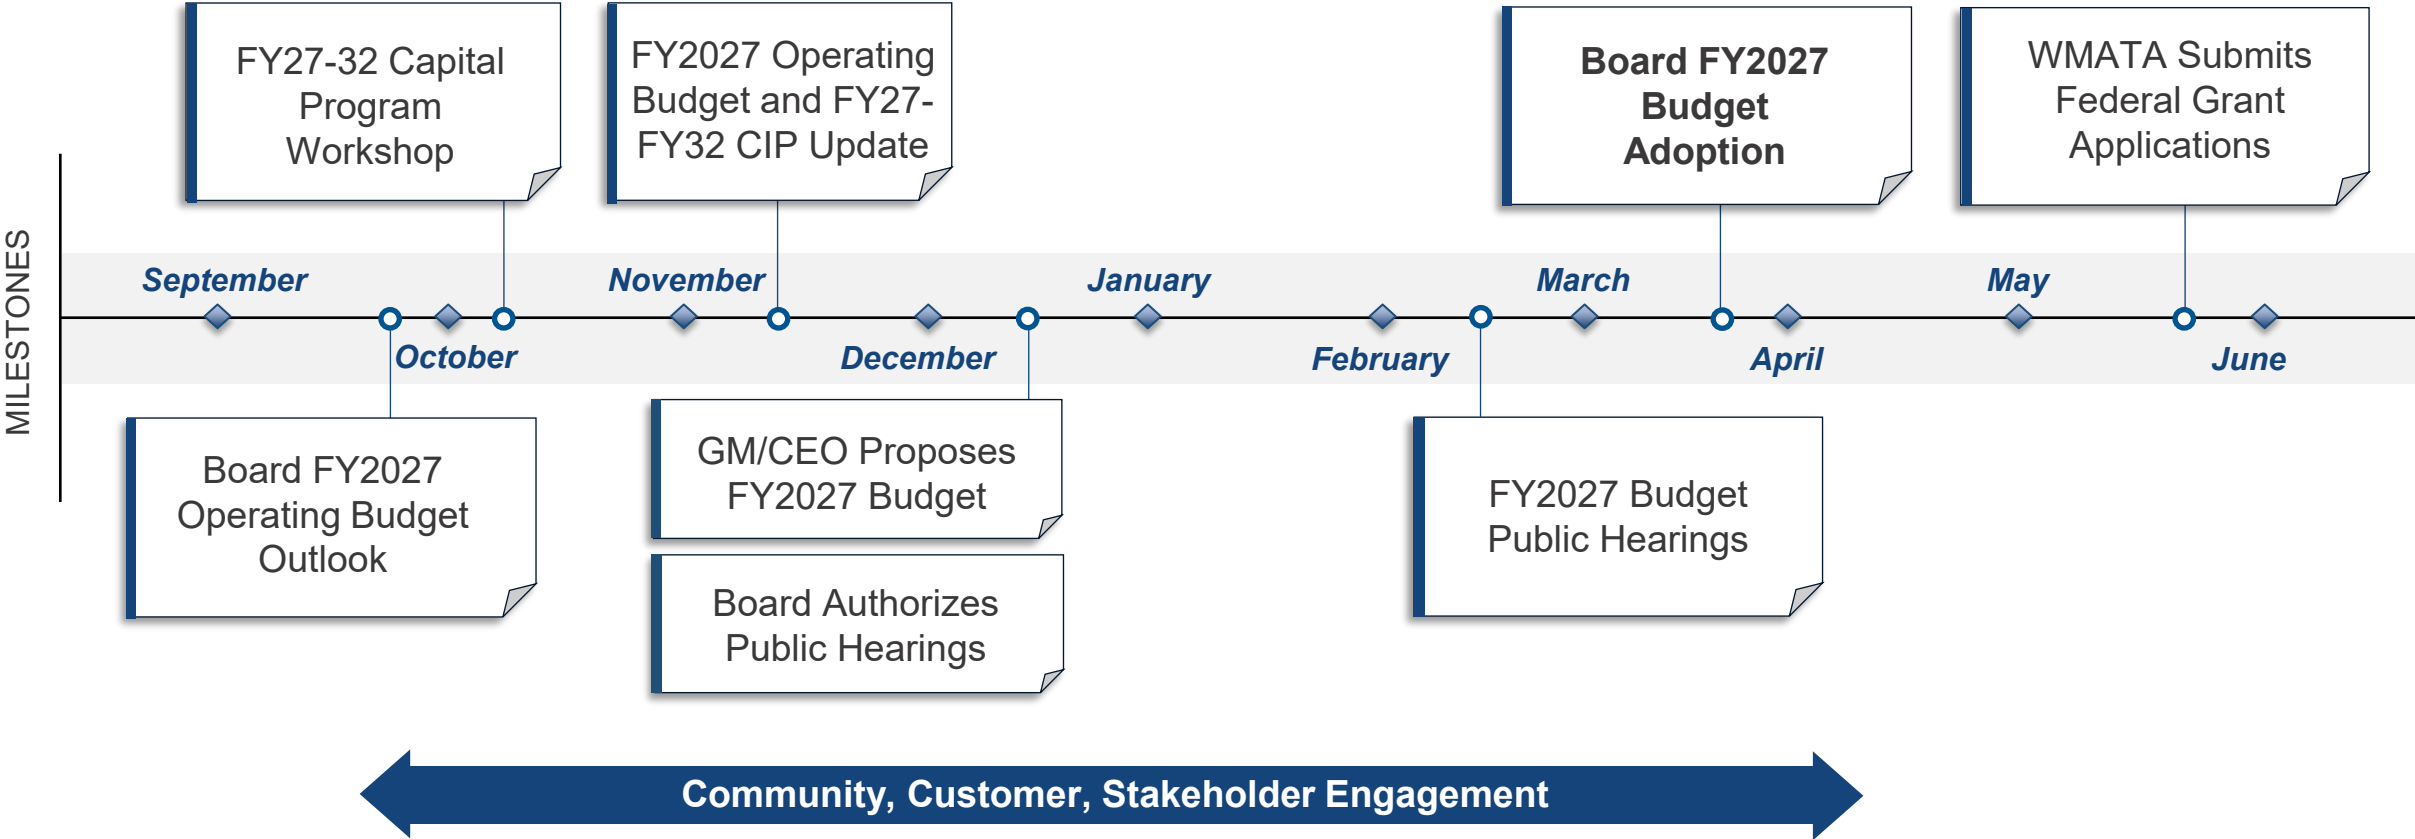 FY27-32 Capital
Program
Workshop
FY2027 Operating
Budget and FY27-
FY32 CIP Update
Board FY2027
Budget
Adoption
WMATA Submits
Federal Grant
Applications
MILESTONES
September
November
January
March
May
October
December
February
April
June
Board FY2027
Operating Budget
Outlook
GM/CEO Proposes
FY2027 Budget
Board Authorizes
Public Hearings
FY2027 Budget
Public Hearings
Community, Customer, Stakeholder Engagement